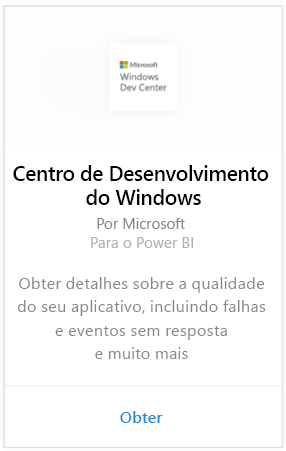 Microsoft
Windows
Dev Center
Centro de Desenvolvimento
do Windows
Por Microsoft
Para o Power BI
Obter detalhes sobre a qualidade
do seu aplicativo, incluindo falhas
e eventos sem resposta
e muito mais
Obter